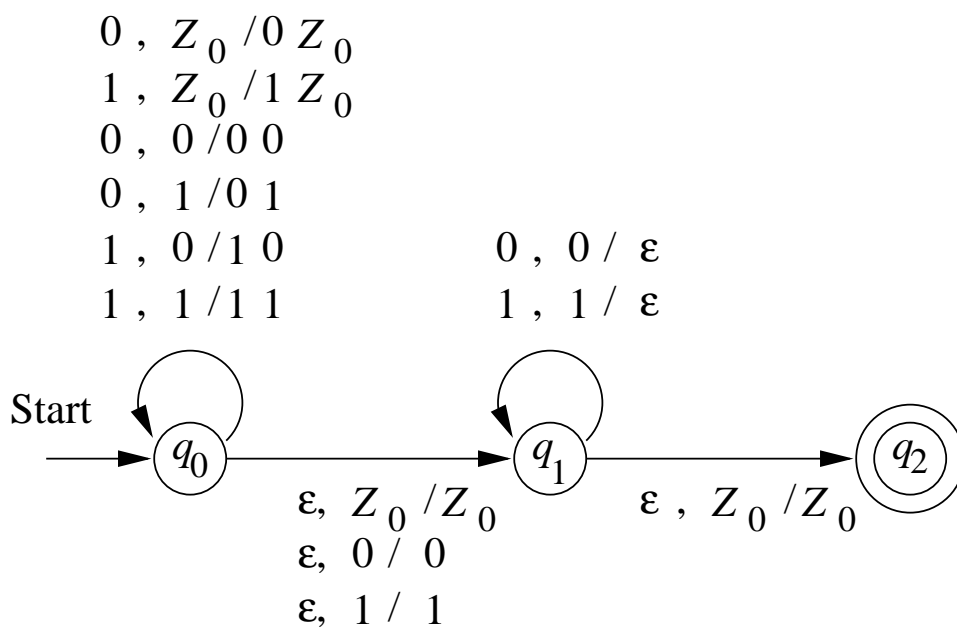 0 , Z0 /0 Z0
1 , Z0 /1 Z0
0 , 0 /0 0
0 , 1 /0 1
1 , 0 /1 0
1 , 1 /1 1
0 , 0 / ε
1 , 1 / ε
Start
q0
q1
q2
ε, Z0 /Z0
ε, 0 / 0
ε, 1 / 1
ε , Z0 /Z0